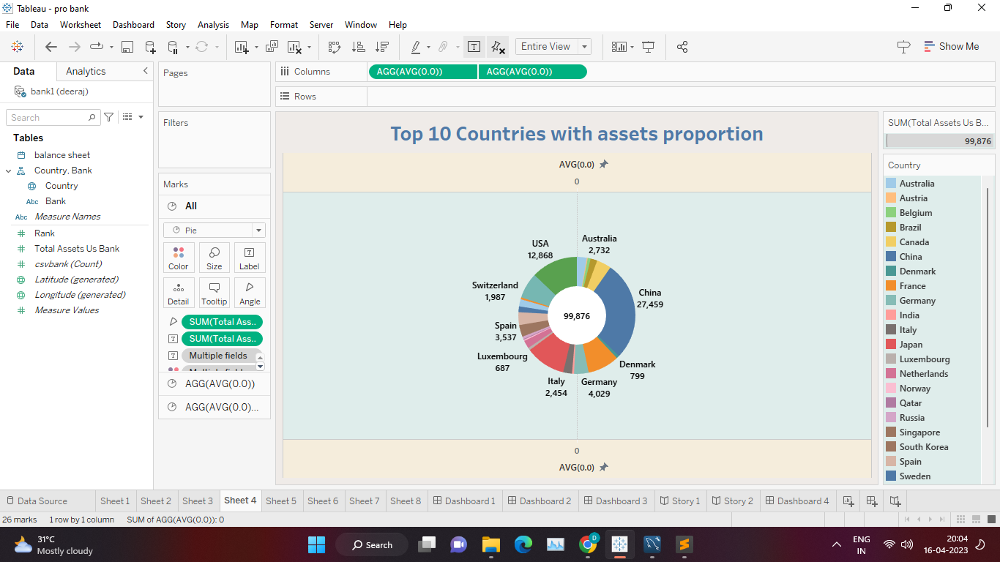 Tableau - pro bank
File Data Worksheet Dashboard Story Analysis Map Format Server Window Help
Entire View
Show Me
Data Analytics
bank1 (deeraj)
Search
Tables
balance sheet
Country, Bank
Country
Abc Bank
Abc Measure Names
Rank
Total Assets Us Bank
csvbank (Count)
Latitude (generated)
Longitude (generated)
Measure Values
Pages
Filters
Marks
All
Pie
Color Size Label
Detail Tooltip Angle
SUM(Total Ass..
SUM(Total Ass..
Multiple fields
AGG(AVG(0.0))
AGG(AVG(0.0)...
Columns AGG(AVG(0.0)) AGG(AVG(0.0))
Rows
Top 10 Countries with assets proportion
AVG(0.0)
0
USA
12,868
Australia
2,732
Switzerland
1,987
China
27,459
99,876
Spain
3,537
Luxembourg
687
Denmark
799
Italy
2,454
Germany
4,029
0
AVG(0.0)
SUM(Total Assets Us B...
99,876
Country
Australia
Austria
Belgium
Brazil
Canada
China
Denmark
France
Germany
India
Italy
Japan
Luxembourg
Netherlands
Norway
Qatar
Russia
Singapore
South Korea
Spain
Sweden
Data Source Sheet 1 Sheet 2 Sheet 3 Sheet 4 Sheet 5 Sheet 6 Sheet 7 Sheet 8 Dashboard 1 Dashboard 2 Dashboard 3 Story 1 Story 2 Dashboard 4
26 marks 1 row by 1 column SUM of AGG(AVG(0.0)): 0
31°C
Mostly cloudy
Search
D
ENG
IN
20:04
16-04-2023